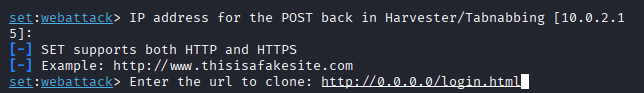 set:webattack> IP address for the POST back in Harvester/Tabnabbing [10.0.2.1
5]:
[-] SET supports both HTTP and HTTPS
[-] Example: http://www.thisisafakesite.com
set:webattack> Enter the url to clone: http://0.0.0.0/login.html